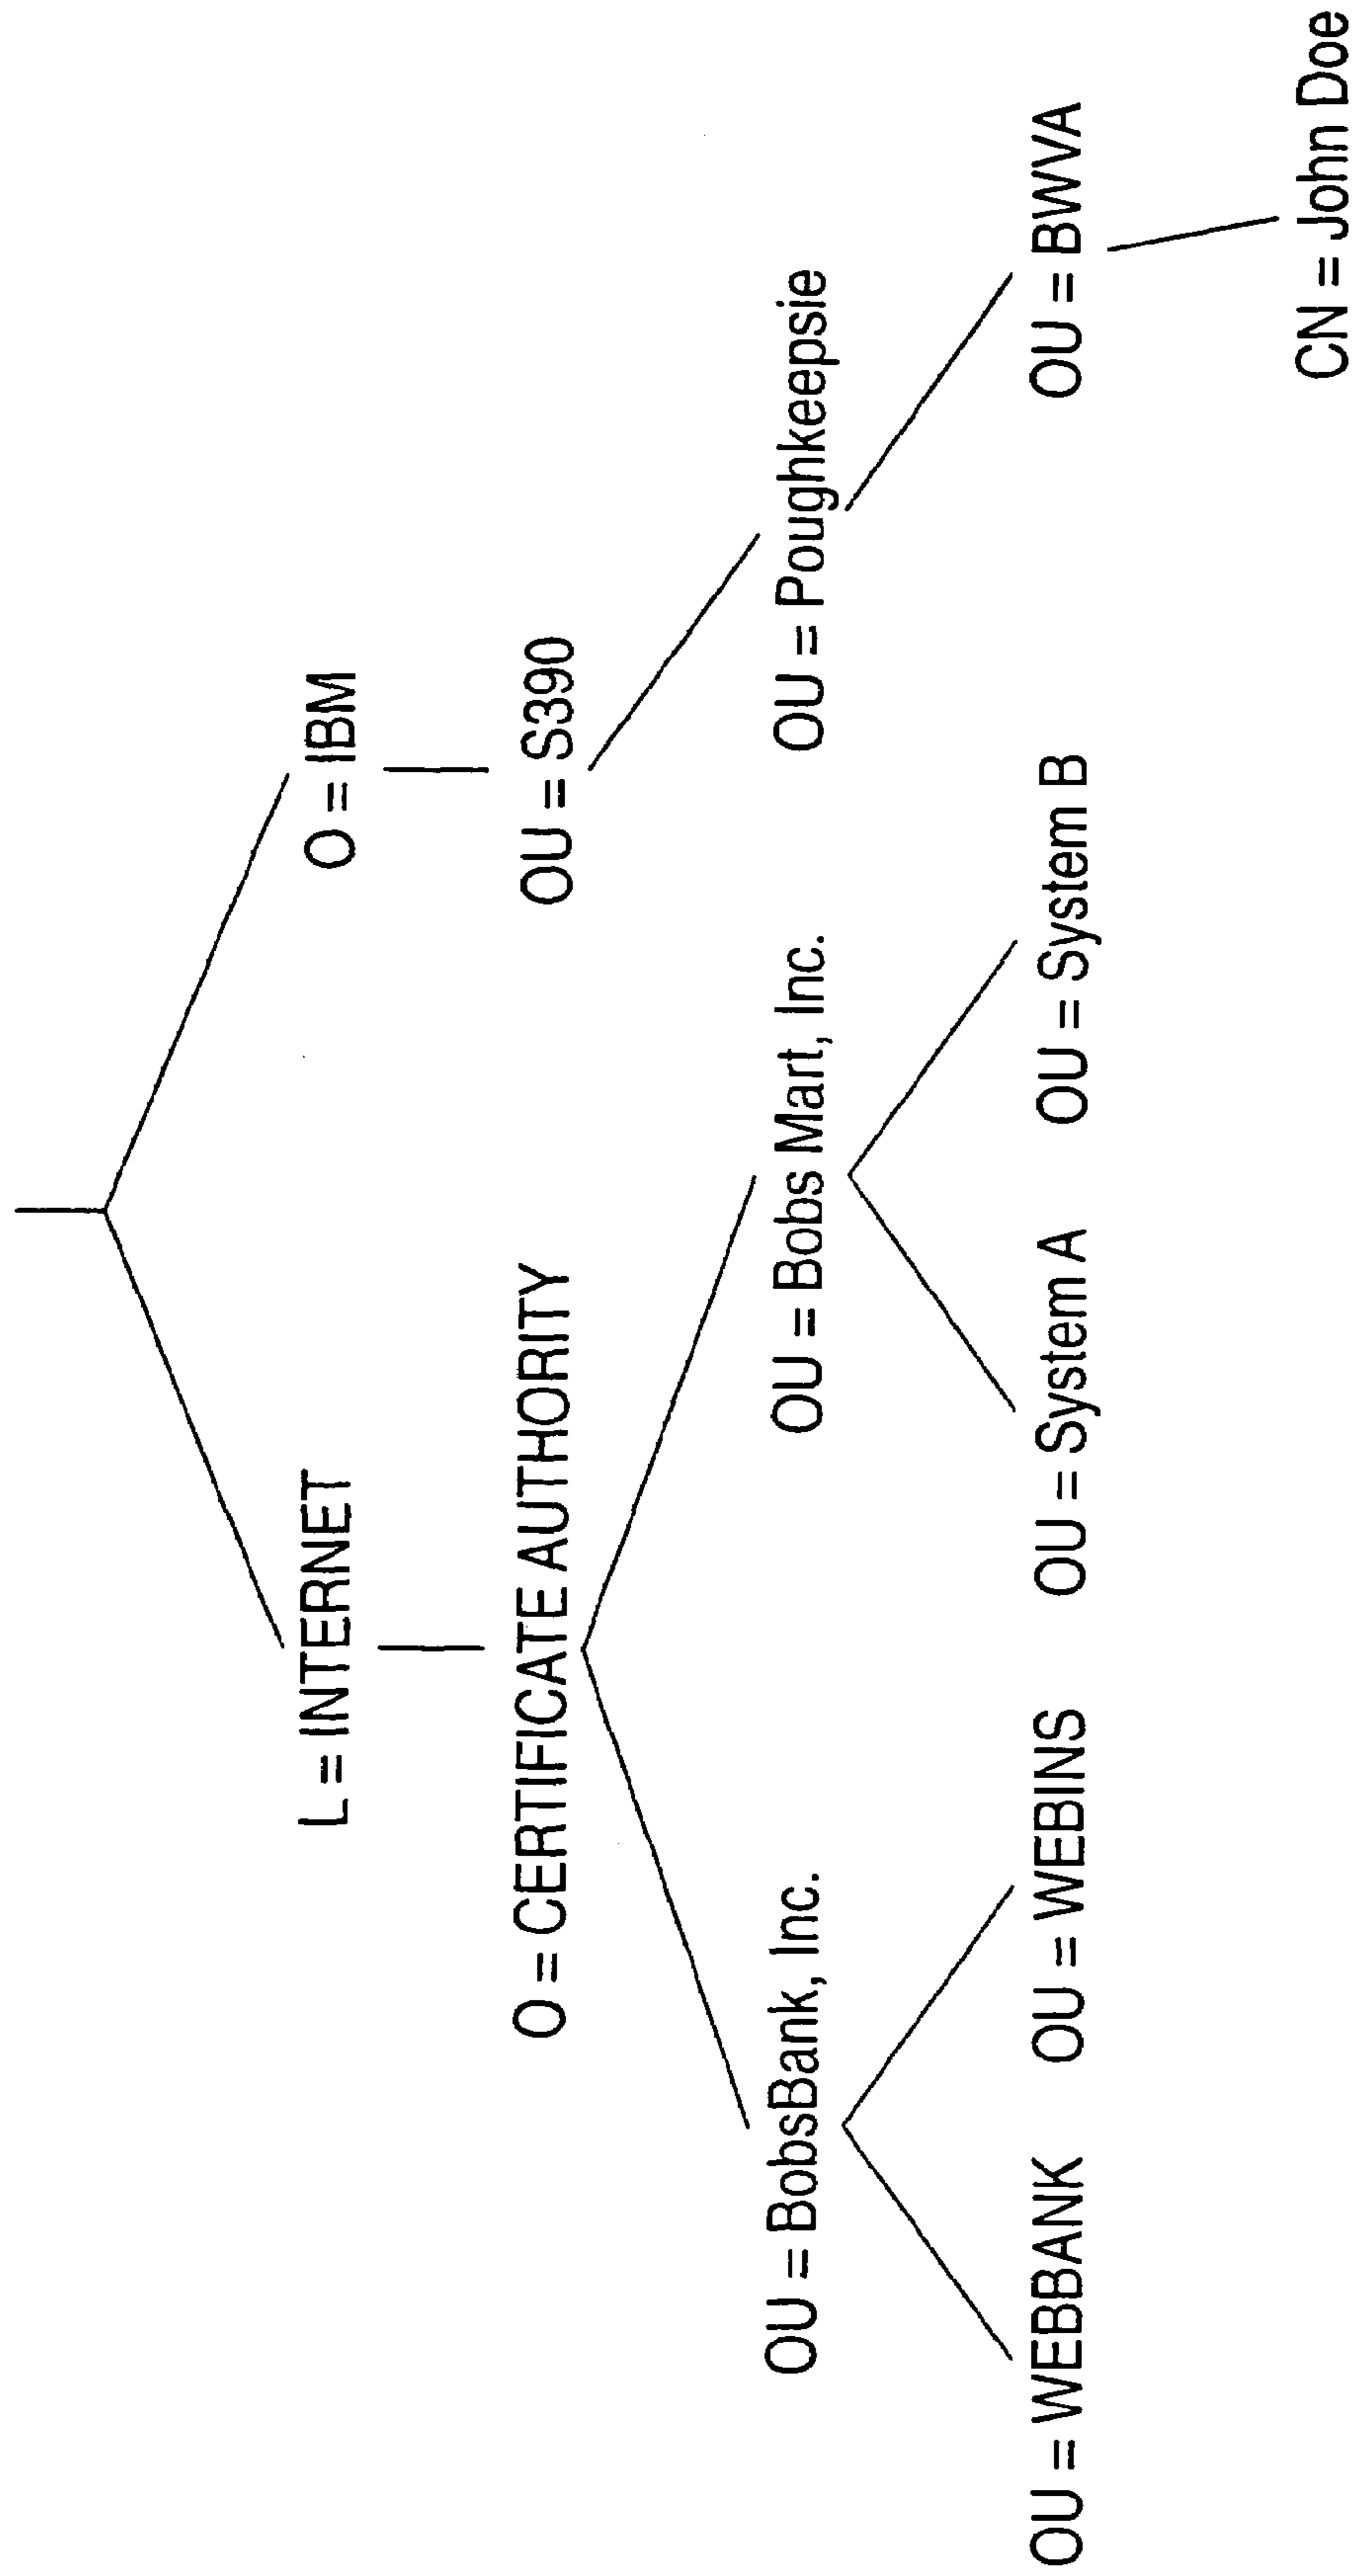 L = INTERNET
O = IBM
O = CERTIFICATE AUTHORITY
OU = S390
OU = BobsBank, Inc.
OU = Bobs Mart, Inc.
OU = Poughkeepsie
OU = WEBBANK
OU = WEBINS
OU = System A
OU = System B
OU = BWVA
CN = John Doe